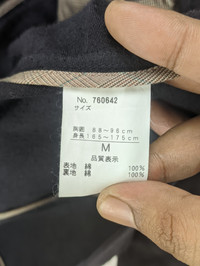 No. 760642
サイズ
胸囲 88～96cm
身長 165～175cm
M
品質表示
表地 綿 100%
裏地 綿 100%